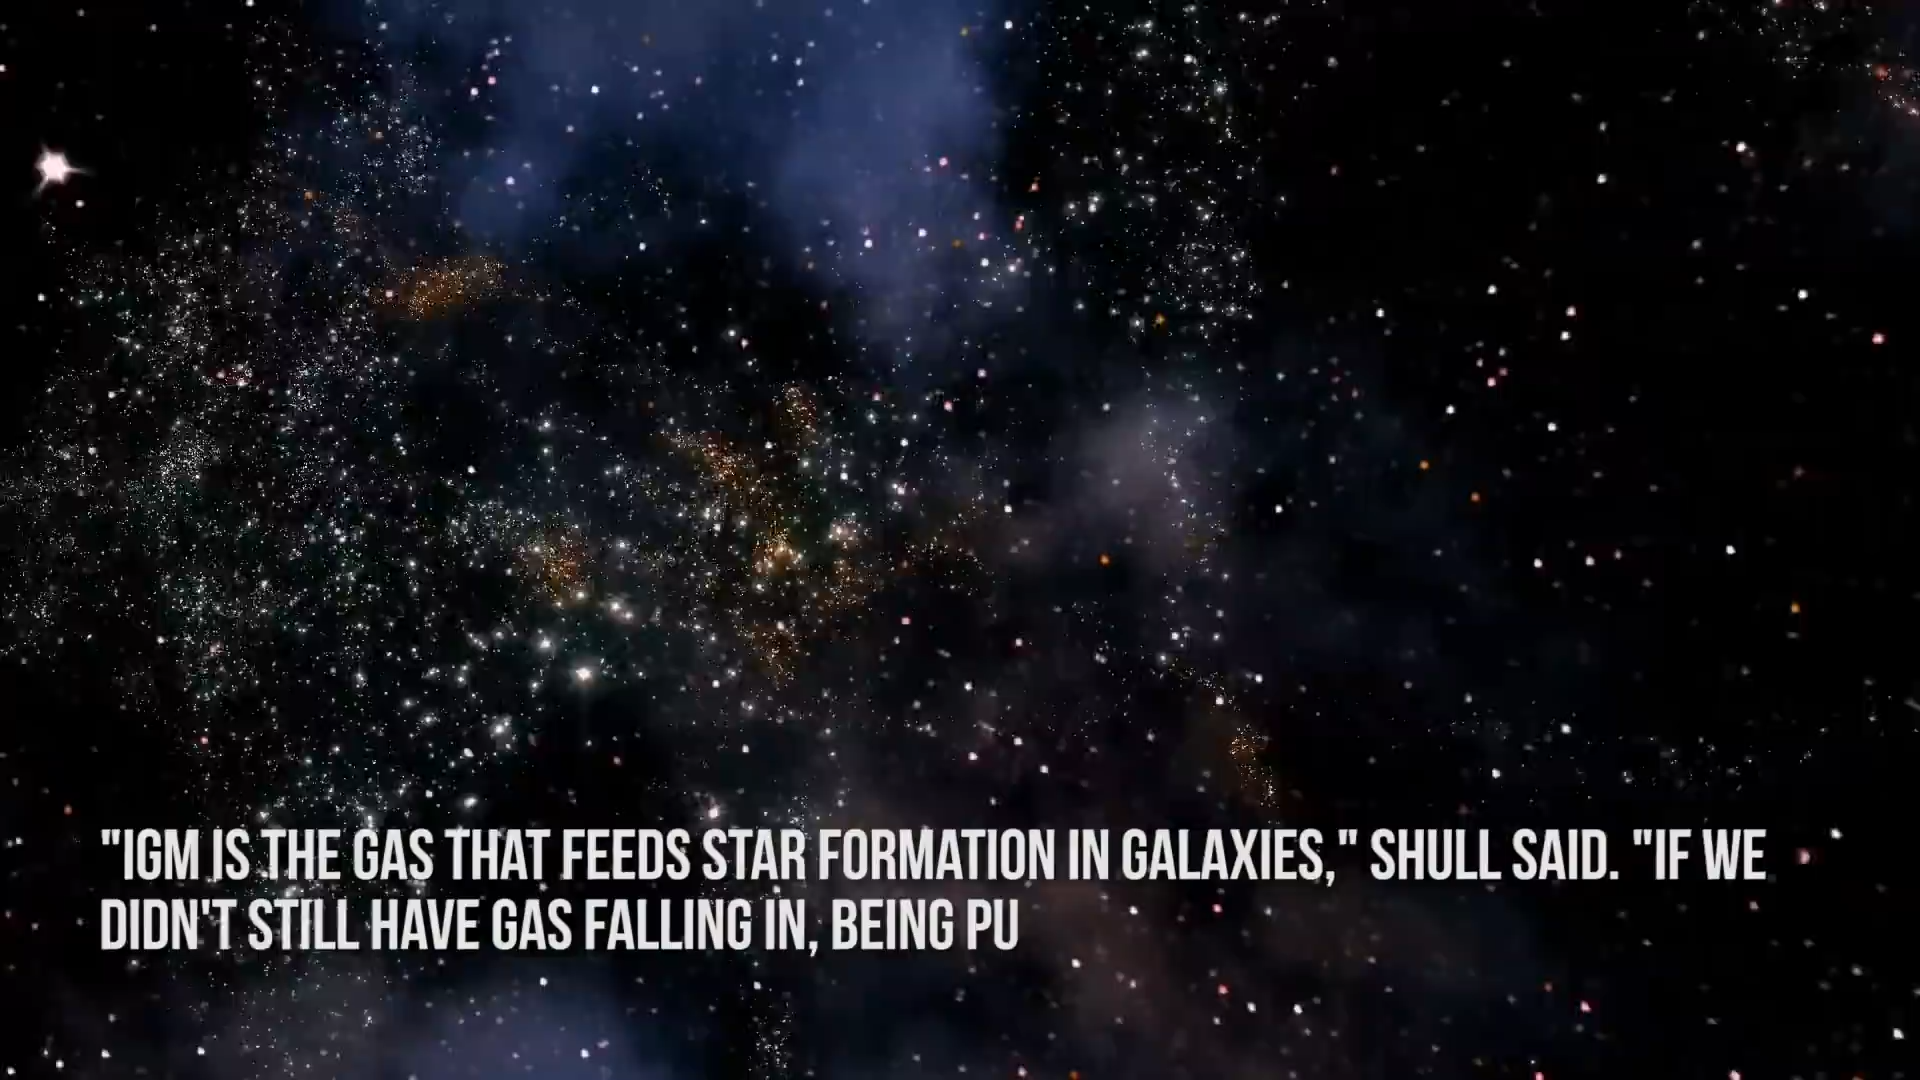 "IGM IS THE GAS THAT FEEDS STAR FORMATION IN GALAXIES," SHULL SAID. "IF WE
DIDN'T STILL HAVE GAS FALLING IN, BEING PU